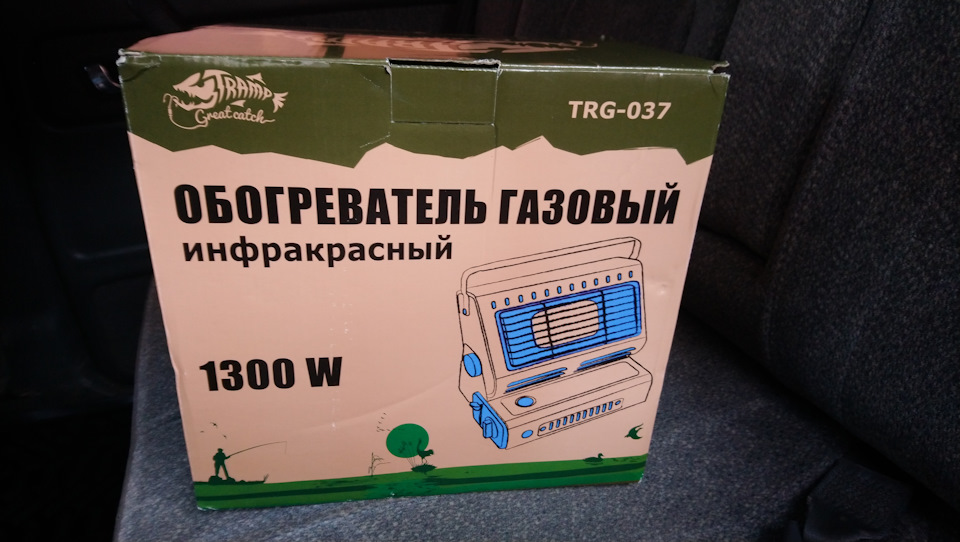 TRAMP
Great catch
TRG-037
ОБОГРЕВАТЕЛЬ ГАЗОВЫЙ
инфракрасный
1300 W